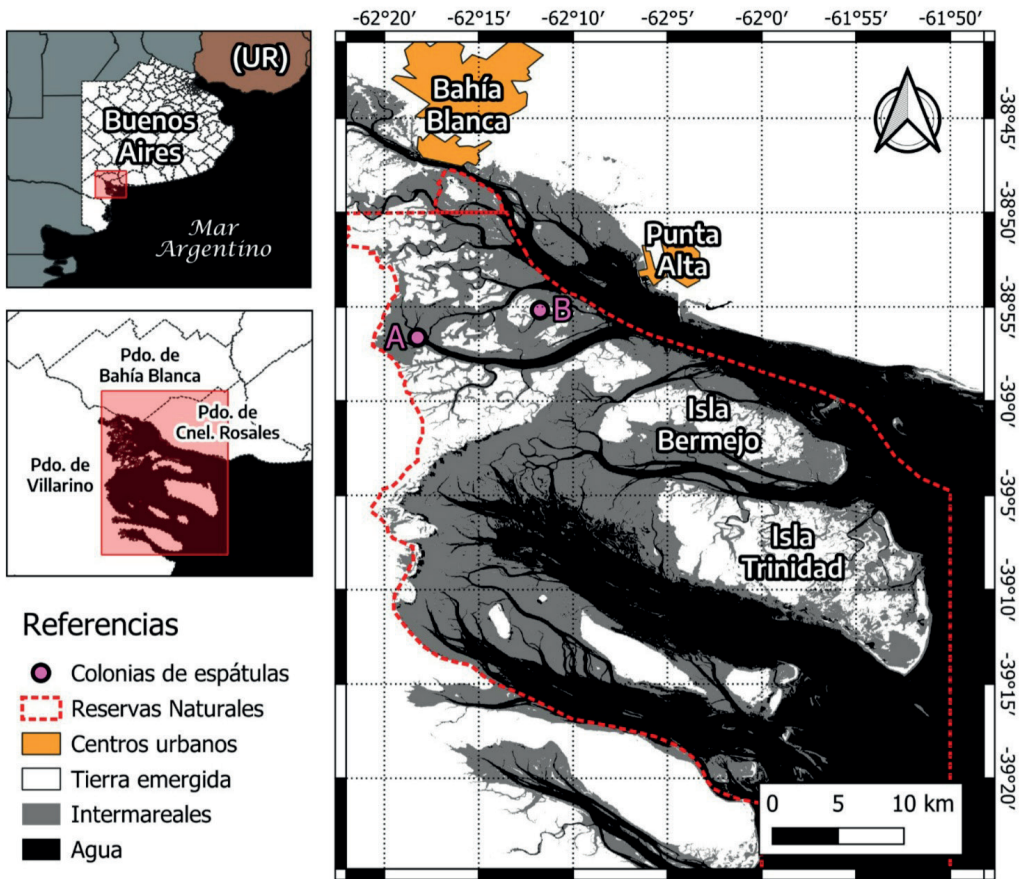 (UR)
Buenos
Aires
Mar
Argentino
Pdo. de
Bahía Blanca
Pdo. de
Cnel. Rosales
Pdo. de
Villarino
Referencias
Colonias de espátulas
Reservas Naturales
Centros urbanos
Tierra emergida
Intermareales
Agua
-62°20' -62°15' -62°10' -62°5' -62°0' -61°55' -61°50'
Bahía
Blanca
Punta
Alta
A
B
Isla
Bermejo
Isla
Trinidad
-38°45'
-38°50'
-38°55'
-39°0'
-39°5'
-39°10'
-39°15'
-39°20'
0 5 10 km